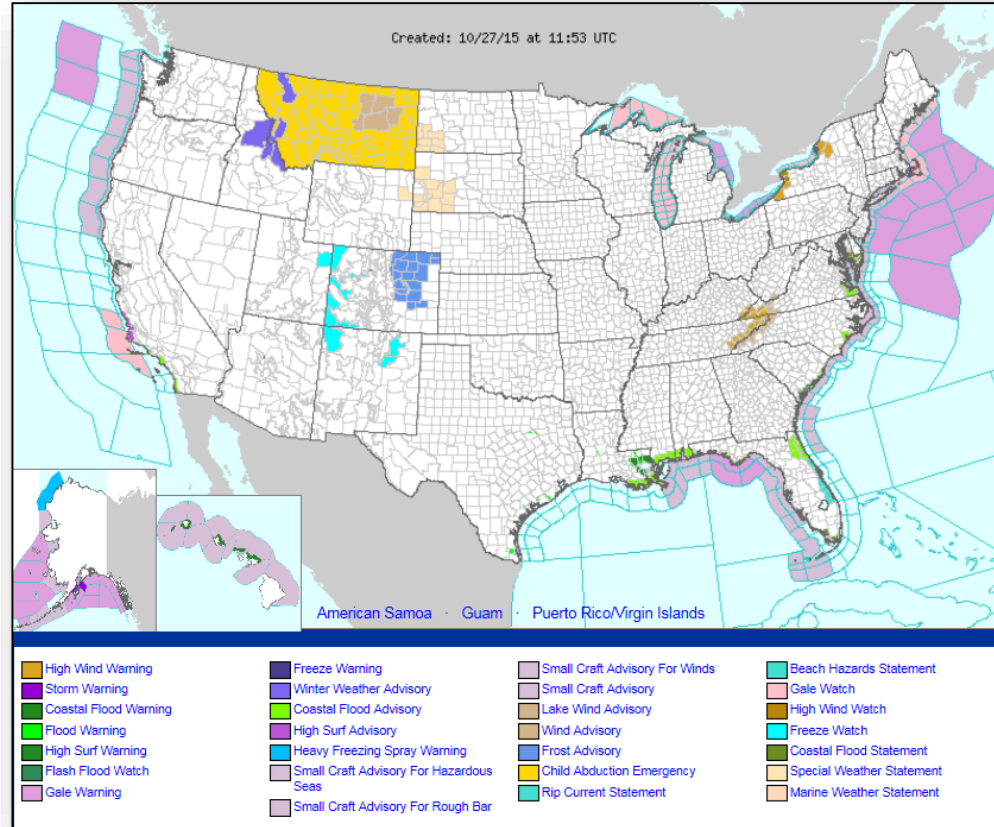 Created: 10/27/15 at 11:53 UTC
American Samoa · Guam · Puerto Rico/Virgin Islands
High Wind Warning
Storm Warning
Coastal Flood Warning
Flood Warning
High Surf Warning
Flash Flood Watch
Gale Warning
Freeze Warning
Winter Weather Advisory
Coastal Flood Advisory
High Surf Advisory
Heavy Freezing Spray Warning
Small Craft Advisory For Hazardous
Seas
Small Craft Advisory For Rough Bar
Small Craft Advisory For Winds
Small Craft Advisory
Lake Wind Advisory
Wind Advisory
Frost Advisory
Child Abduction Emergency
Rip Current Statement
Beach Hazards Statement
Gale Watch
High Wind Watch
Freeze Watch
Coastal Flood Statement
Special Weather Statement
Marine Weather Statement